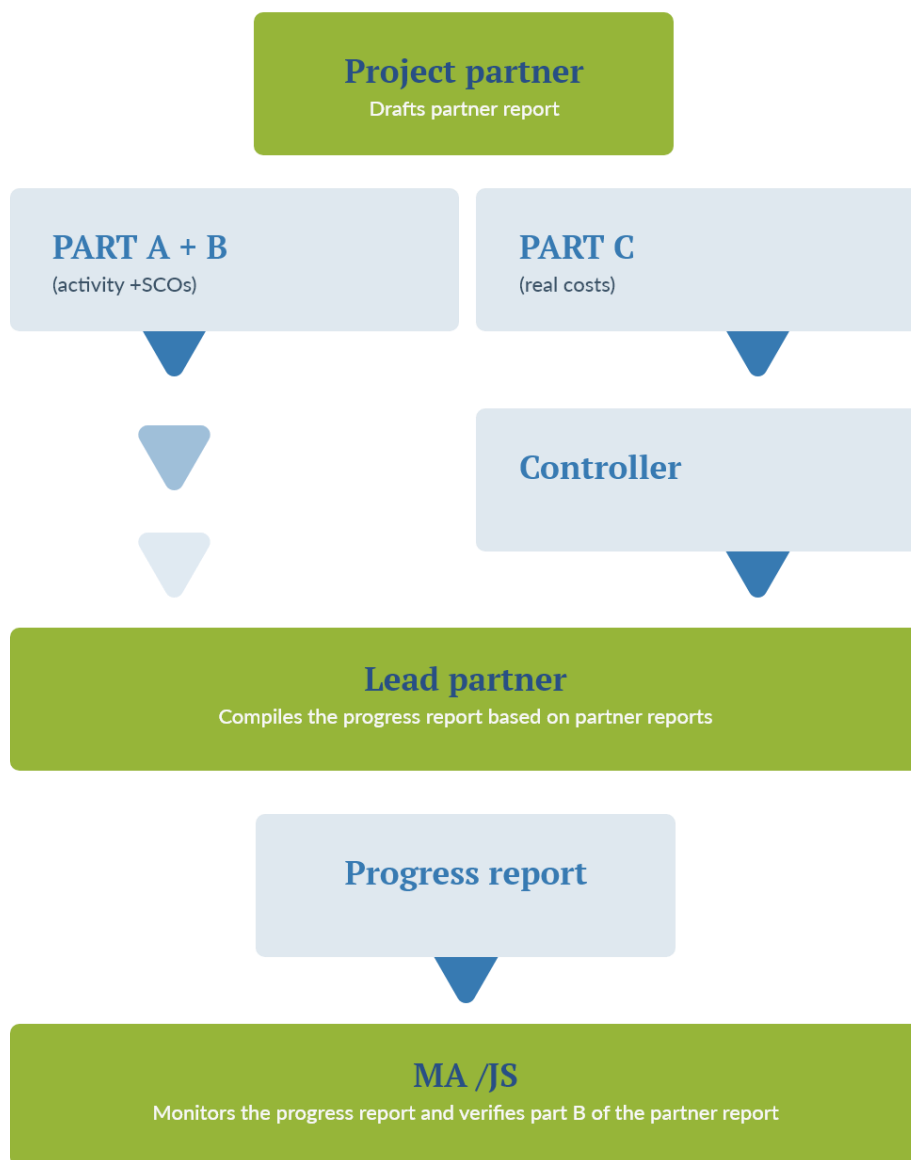 Project partner
Drafts partner report
PART A + B
(activity +SCOs)
PART C
(real costs)
Controller
Lead partner
Compiles the progress report based on partner reports
Progress report
MA /JS
Monitors the progress report and verifies part B of the partner report